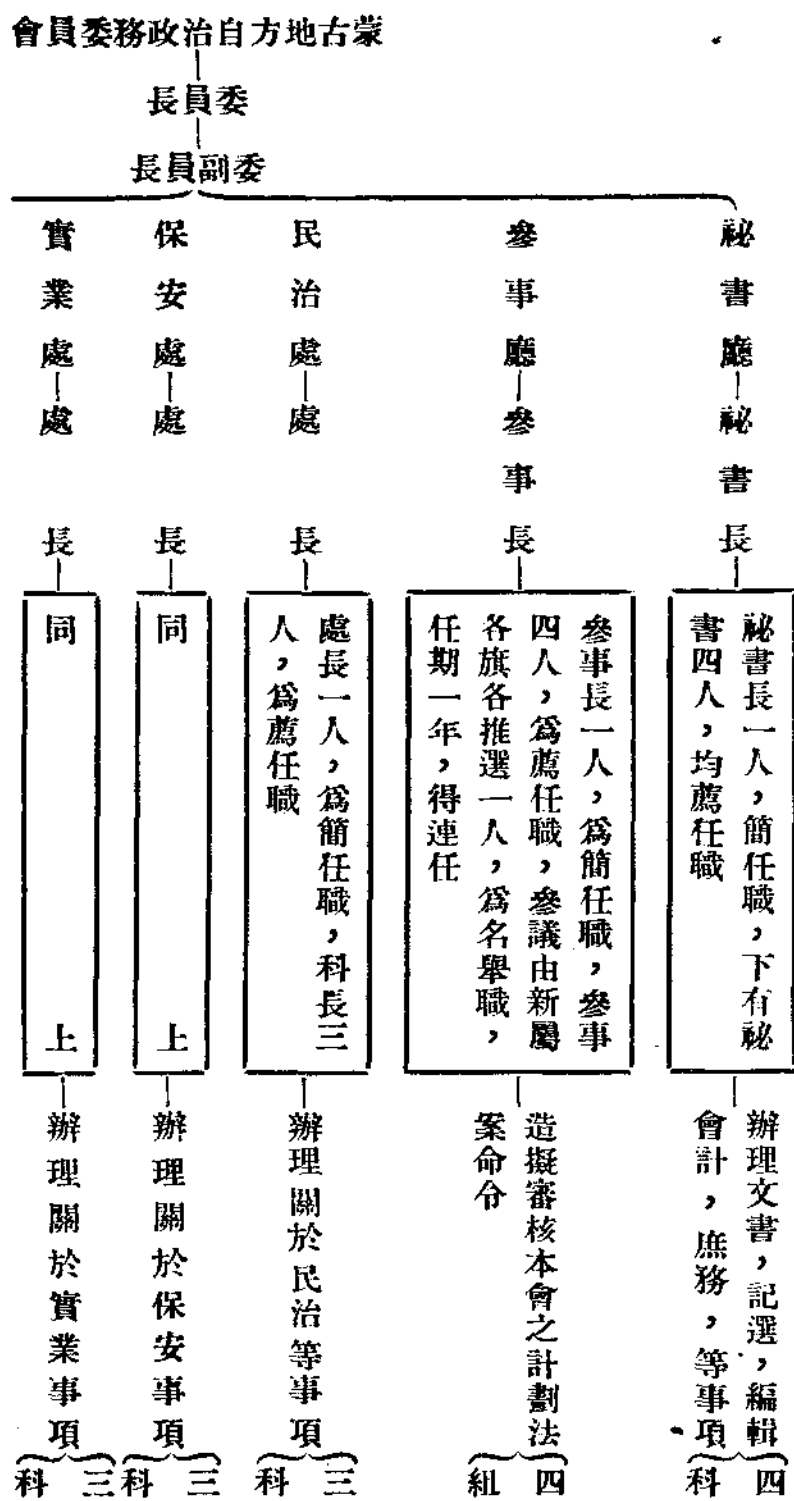 蒙古地方自治政務委員會
委員長
委副員長
祕書廳
祕書長
祕書長一人，簡任職，下有祕
書四人，均薦任職
辦理文書，記選，編輯
會計，庶務，等事項
四科
參事廳
參事長
參事長一人，爲簡任職，參事
四人，爲薦任職，參議由新屬
各旗各推選一人，爲名舉職，
任期一年，得連任
造擬審核本會之計劃法
案命令
四組
民治處
處長
處長一人，爲簡任職，科長三
人，爲薦任職
辦理關於民治等事項
三科
保安處
處長
同上
辦理關於保安事項
三科
實業處
處長
同上
辦理關於實業事項
三科